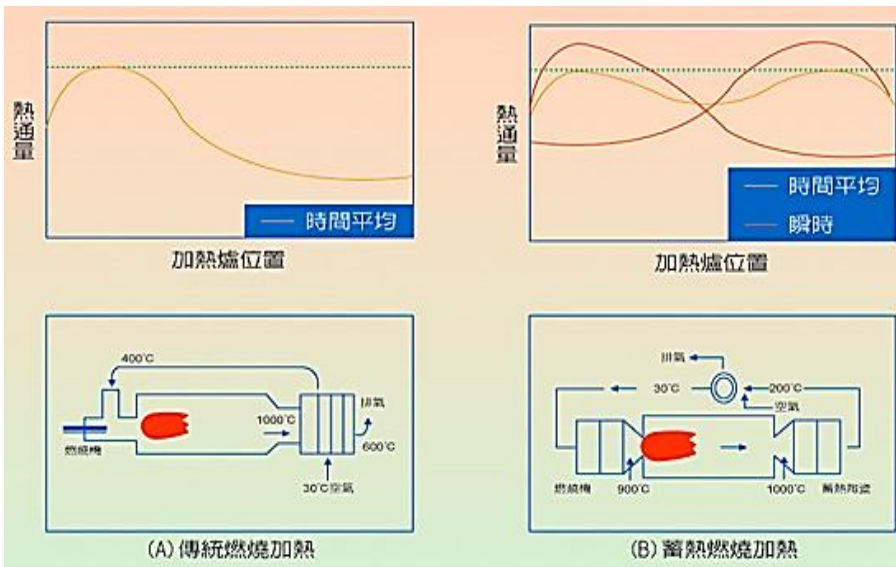 熱通量
時間平均
加熱爐位置
熱通量
時間平均
瞬時
加熱爐位置
400℃
1000℃
排氣
600℃
燃燒機
30℃空氣
(A) 傳統燃燒加熱
排氣
30℃
200℃
空氣
燃燒機
900℃
1000℃
蓄熱陶瓷
(B) 蓄熱燃燒加熱